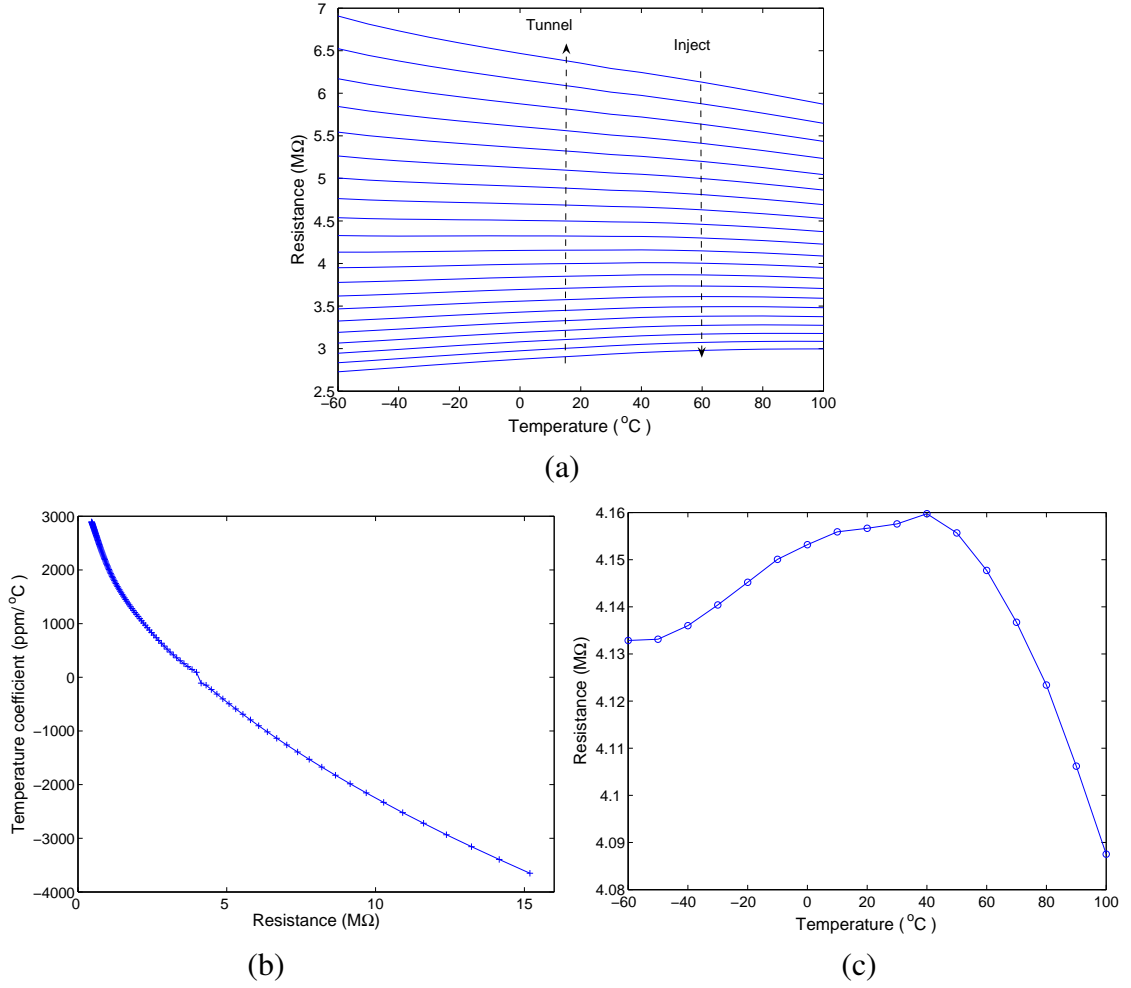 7
6.5
6
5.5
5
4.5
4
3.5
3
2.5
Resistance (MΩ)
Tunnel
Inject
−60 −40 −20 0 20 40 60 80 100
Temperature (°C )
(a)
3000
2000
1000
0
−1000
−2000
−3000
−4000
Temperature coefficient (ppm/°C )
0 5 10 15
Resistance (MΩ)
(b)
4.16
4.15
4.14
4.13
4.12
4.11
4.1
4.09
4.08
Resistance (MΩ)
−60 −40 −20 0 20 40 60 80 100
Temperature (°C )
(c)